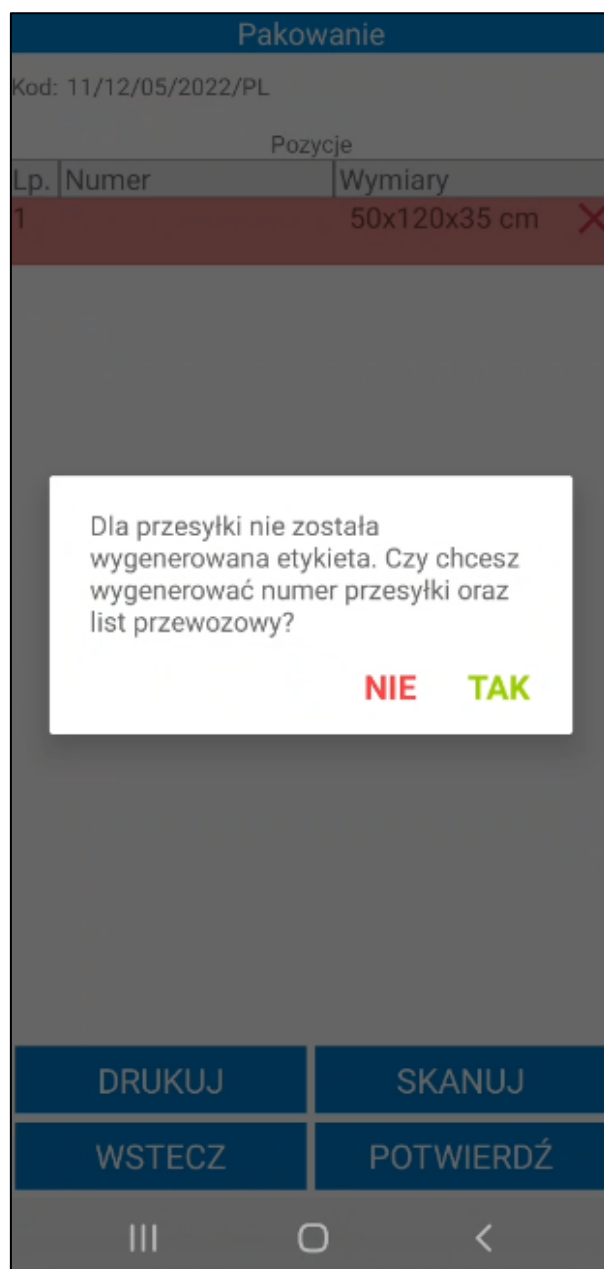 Pakowanie
Kod: 11/12/05/2022/PL
Pozycje
Lp. Numer Wymiary
1 50x120x35 cm
Dla przesyłki nie została
wygenerowana etykieta. Czy chcesz
wygenerować numer przesyłki oraz
list przewozowy?
NIE TAK
DRUKUJ SKANUJ
WSTECZ POTWIERDŹ